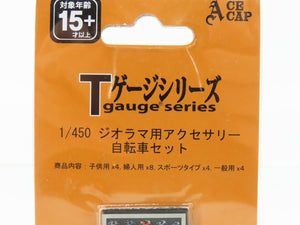 対象年齢
15+
才以上
ACE
CAP
Tゲージシリーズ
gauge series
1/450 ジオラマ用アクセサリー
自転車セット
商品内容:子供用 x4, 婦人用 x8, スポーツタイプ x4, 一般用 x4